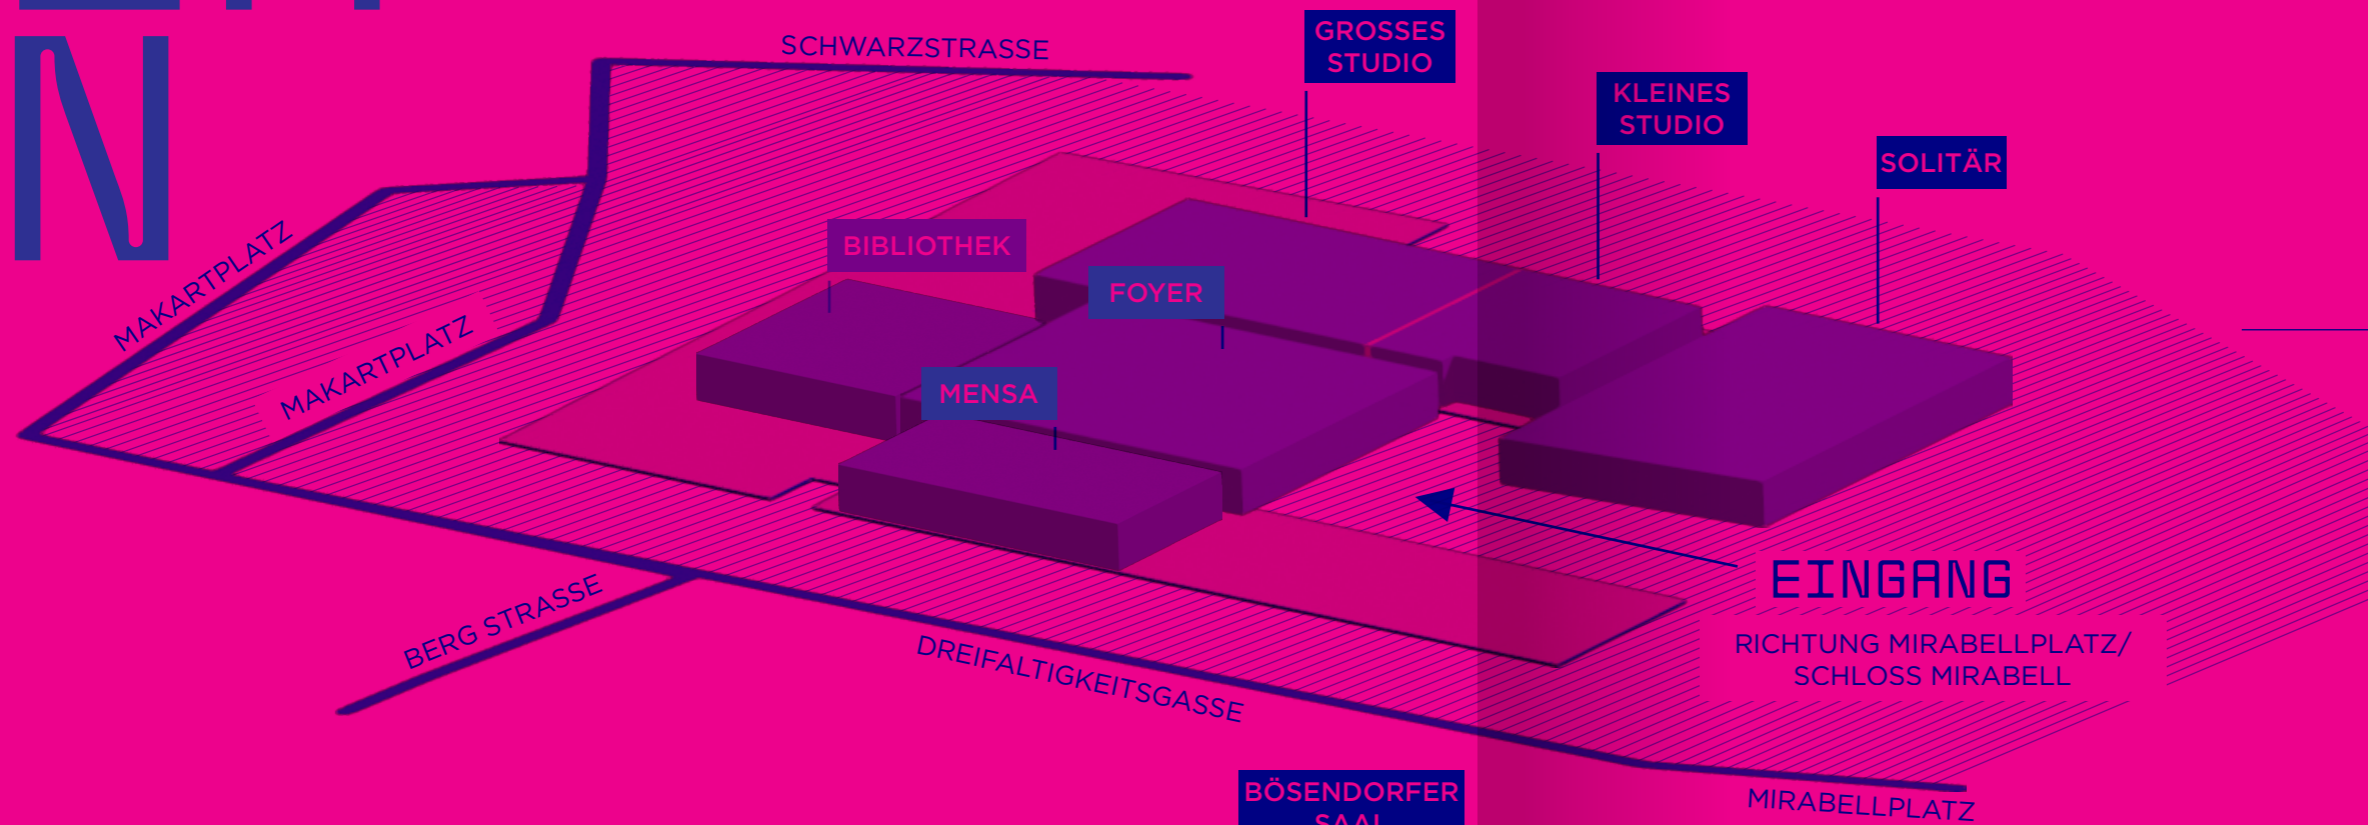 N
SCHWARZSTRASSE
GROSSES
STUDIO
KLEINES
STUDIO
SOLITÄR
MAKARTPLATZ
BIBLIOTHEK
FOYER
MAKARTPLATZ
MENSA
EINGANG
RICHTUNG MIRABELLPLATZ/
SCHLOSS MIRABELL
BERG STRASSE
DREIFALTIGKEITSGASSE
BÖSENDORFER
SAAL
MIRABELLPLATZ